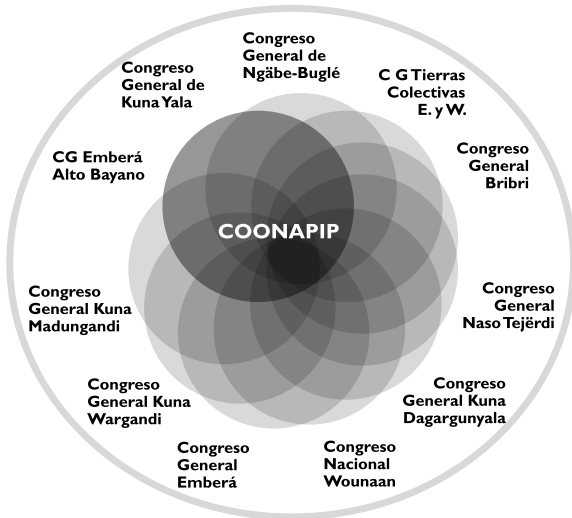 Congreso
General de
Ngäbe-Buglé
C G Tierras
Colectivas
E. y W.
Congreso
General
Bribri
Congreso
General
Naso Tejërdi
Congreso
General Kuna
Dagargunyala
Congreso
Nacional
Wounaan
Congreso
General
Emberá
Congreso
General Kuna
Wargandi
Congreso
General Kuna
Madungandi
CG Emberá
Alto Bayano
Congreso
General de
Kuna Yala
COONAPIP